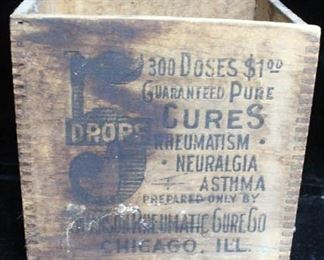 5
DROPS
300 DOSES $1.00
GUARANTEED PURE
CURES
RHEUMATISM •
• NEURALGIA
ASTHMA
PREPARED ONLY BY
RHEUMATIC CURE CO
CHICAGO, ILL.